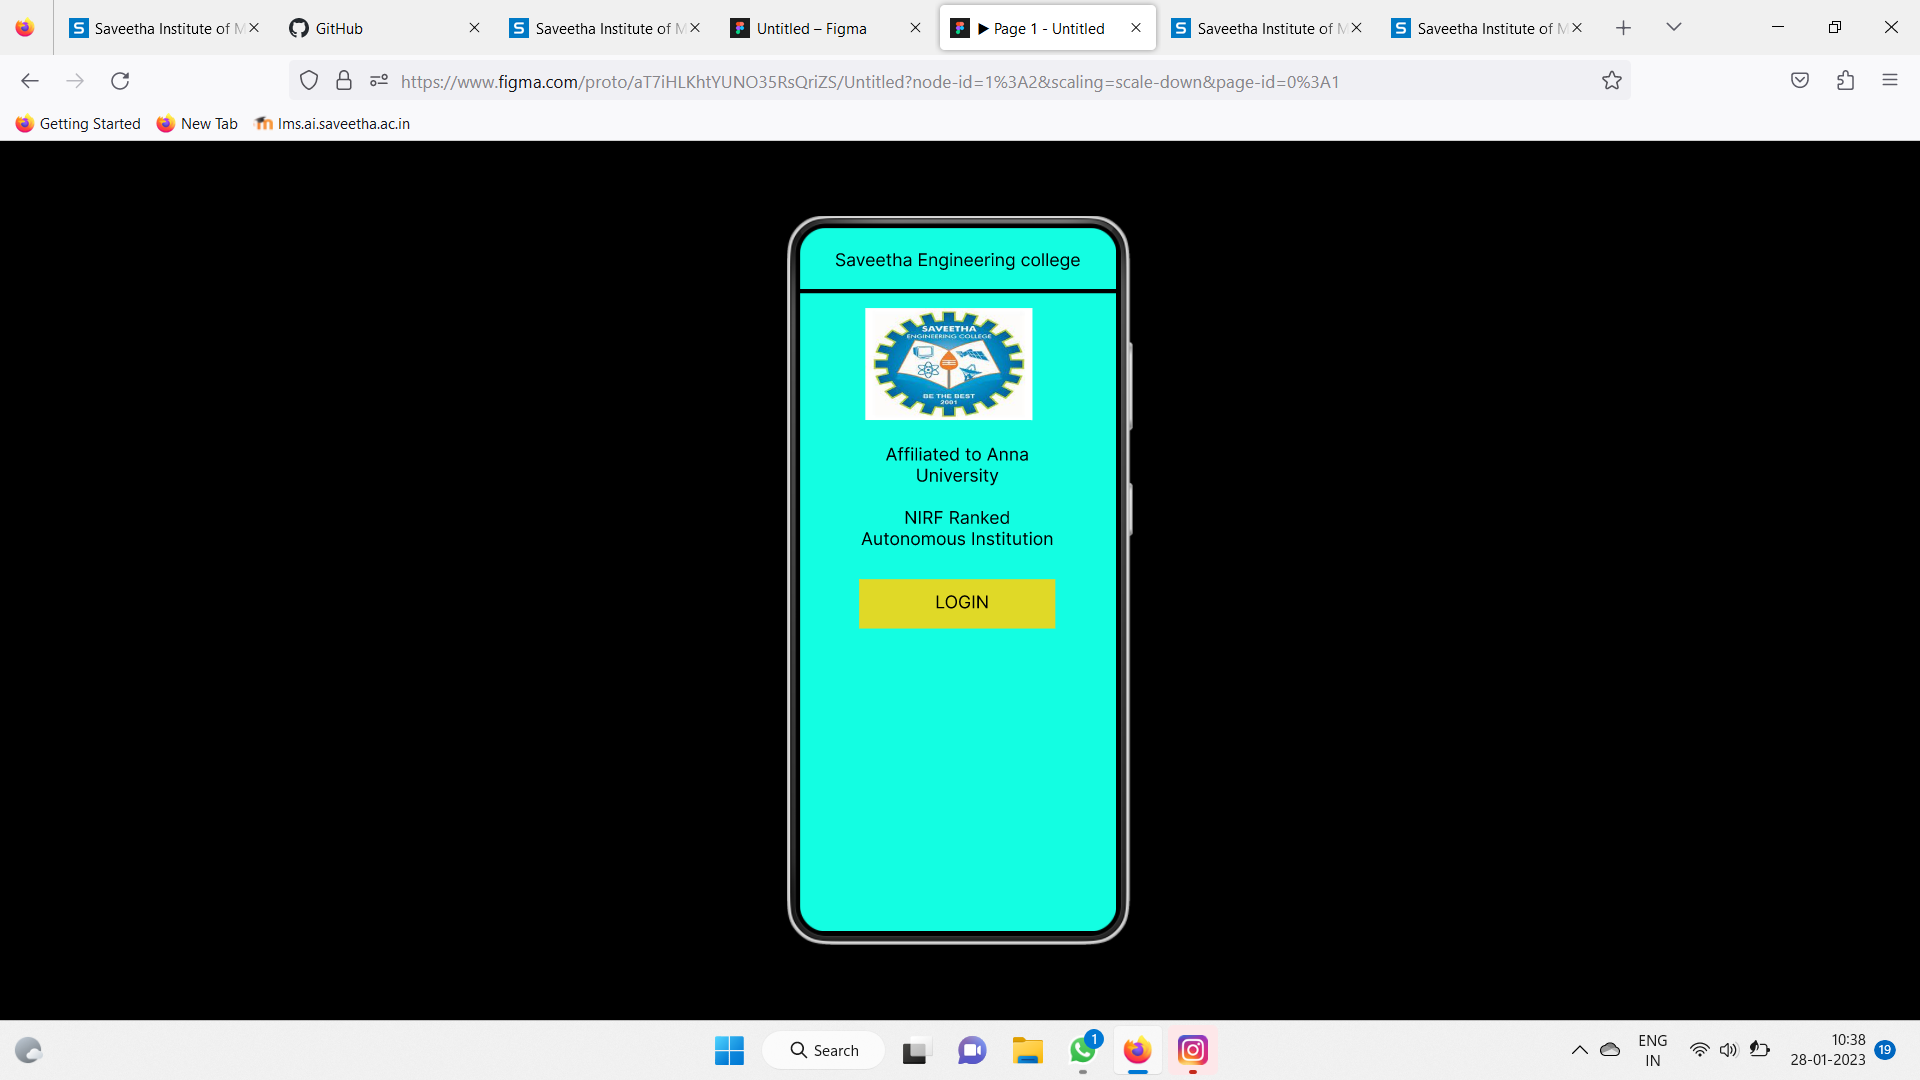 Saveetha Institute of M
GitHub
Saveetha Institute of M
Untitled – Figma
▶ Page 1 - Untitled
Saveetha Institute of M
Saveetha Institute of M
https://www.figma.com/proto/aT7iHLKhtYUNO35RsQriZS/Untitled?node-id=1%3A2&scaling=scale-down&page-id=0%3A1
Getting Started
New Tab
lms.ai.saveetha.ac.in
Saveetha Engineering college
SAVEETHA
ENGINEERING COLLEGE
BE THE BEST
2001
Affiliated to Anna
University
NIRF Ranked
Autonomous Institution
LOGIN
Search
1
ENG
IN
10:38
28-01-2023
19